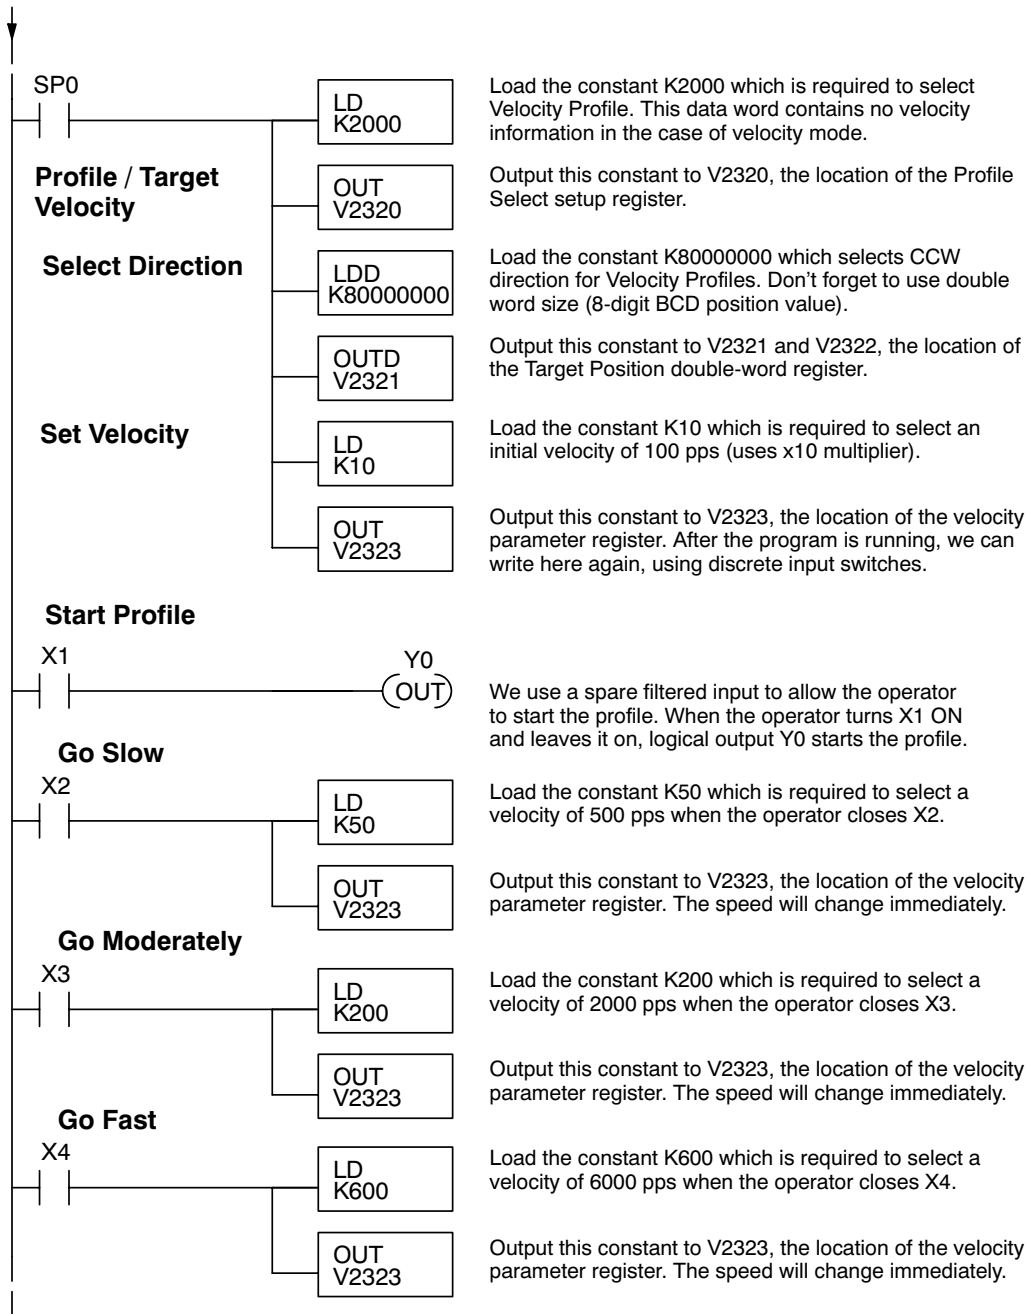 SP0
LD
K2000
Load the constant K2000 which is required to select
Velocity Profile. This data word contains no velocity
information in the case of velocity mode.
Profile / Target
Velocity
OUT
V2320
Output this constant to V2320, the location of the Profile
Select setup register.
Select Direction
LDD
K80000000
Load the constant K80000000 which selects CCW
direction for Velocity Profiles. Don’t forget to use double
word size (8-digit BCD position value).
OUTD
V2321
Output this constant to V2321 and V2322, the location of
the Target Position double-word register.
Set Velocity
LD
K10
Load the constant K10 which is required to select an
initial velocity of 100 pps (uses x10 multiplier).
OUT
V2323
Output this constant to V2323, the location of the velocity
parameter register. After the program is running, we can
write here again, using discrete input switches.
Start Profile
X1
Y0
OUT
We use a spare filtered input to allow the operator
to start the profile. When the operator turns X1 ON
and leaves it on, logical output Y0 starts the profile.
Go Slow
X2
LD
K50
Load the constant K50 which is required to select a
velocity of 500 pps when the operator closes X2.
OUT
V2323
Output this constant to V2323, the location of the velocity
parameter register. The speed will change immediately.
Go Moderately
X3
LD
K200
Load the constant K200 which is required to select a
velocity of 2000 pps when the operator closes X3.
OUT
V2323
Output this constant to V2323, the location of the velocity
parameter register. The speed will change immediately.
Go Fast
X4
LD
K600
Load the constant K600 which is required to select a
velocity of 6000 pps when the operator closes X4.
OUT
V2323
Output this constant to V2323, the location of the velocity
parameter register. The speed will change immediately.